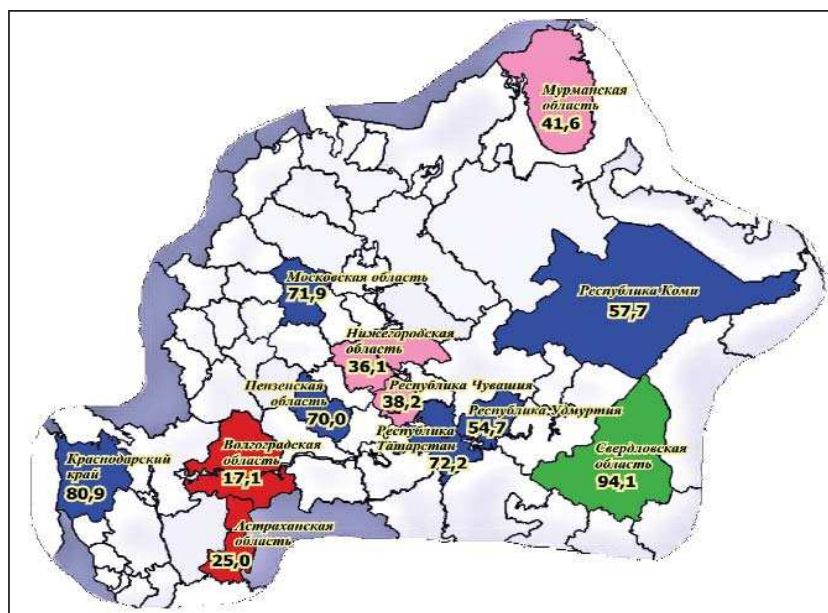 Мурманская
область
41,6
Московская область
71,9
Республика Коми
57,7
Нижегородская
область
36,1
Пензенская
область
70,0
Республика Чувашия
38,2
Республика Удмуртия
54,7
Республика
Татарстан
72,2
Свердловская
область
94,1
Волгоградская
область
17,1
Краснодарский
край
80,9
Астраханская
область
25,0